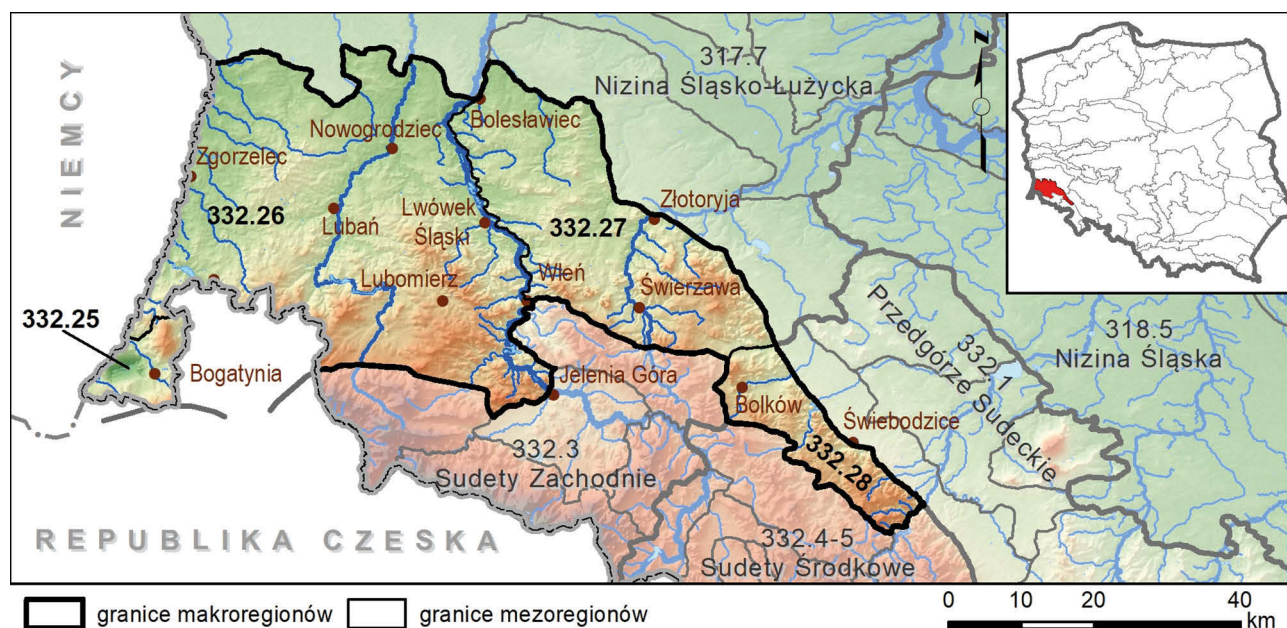 NIEMCY
317.7
Nizina Śląsko-Łużycka
z
Nowogrodziec
Bolesławiec
Zgorzelec
332.26
Lubań
Lwówek
Śląski
332.27
Złotoryja
Lubomierz
Wleń
Świerzawa
332.25
Bogatynia
Jelenia Góra
Bolków
Świebodzice
332.28
Przedgórze Sudeckie
332.1
318.5
Nizina Śląska
332.3
Sudety Zachodnie
332.4-5
Sudety Środkowe
REPUBLIKA CZESKA
granice makroregionów
granice mezoregionów
0 10 20 40
km